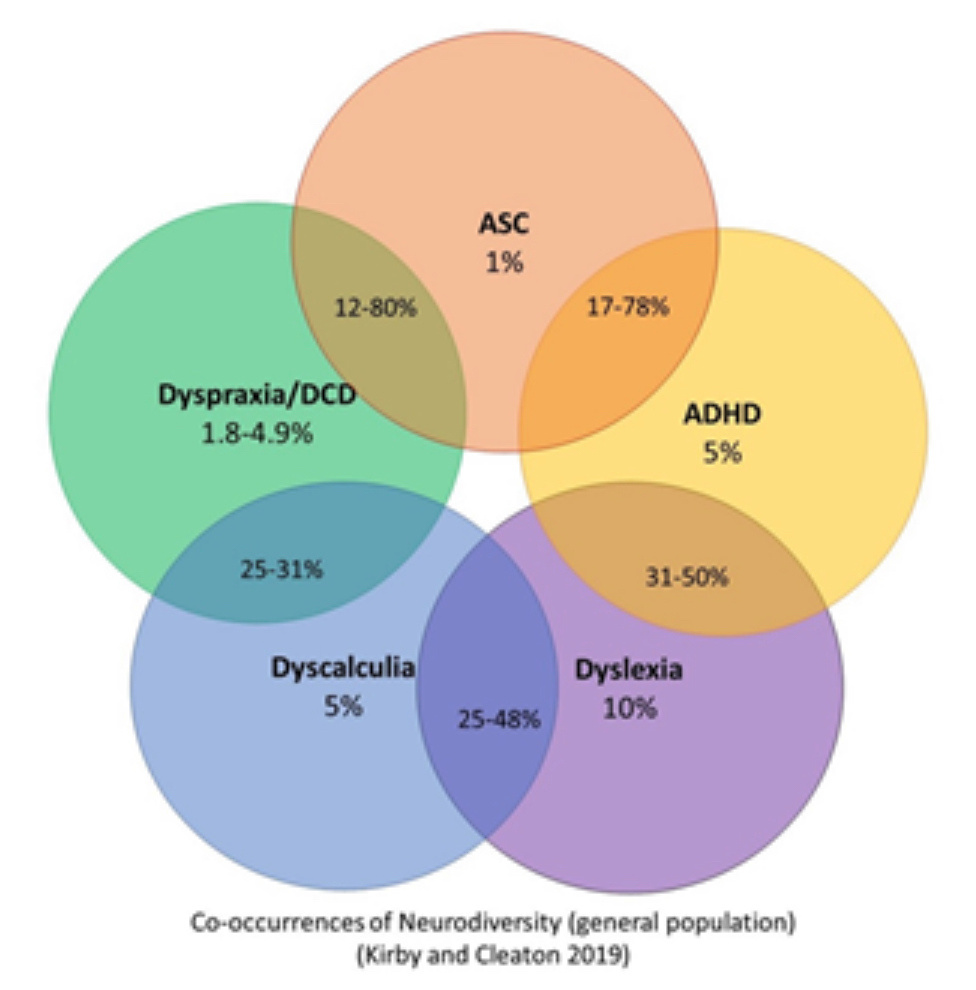 ASC
1%
12-80%
17-78%
Dyspraxia/DCD
1.8-4.9%
ADHD
5%
25-31%
31-50%
Dyscalculia
5%
Dyslexia
10%
25-48%
Co-occurrences of Neurodiversity (general population)
(Kirby and Cleaton 2019)